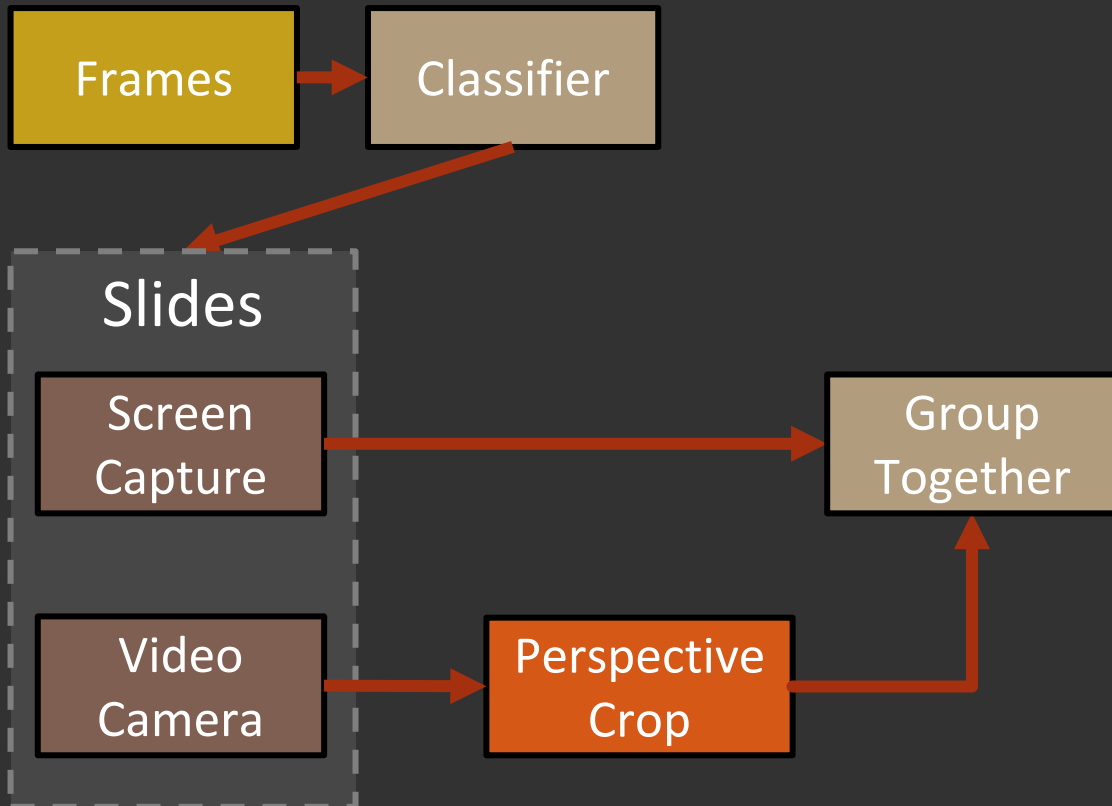 Frames
Classifier
Slides
Screen
Capture
Group
Together
Video
Camera
Perspective
Crop